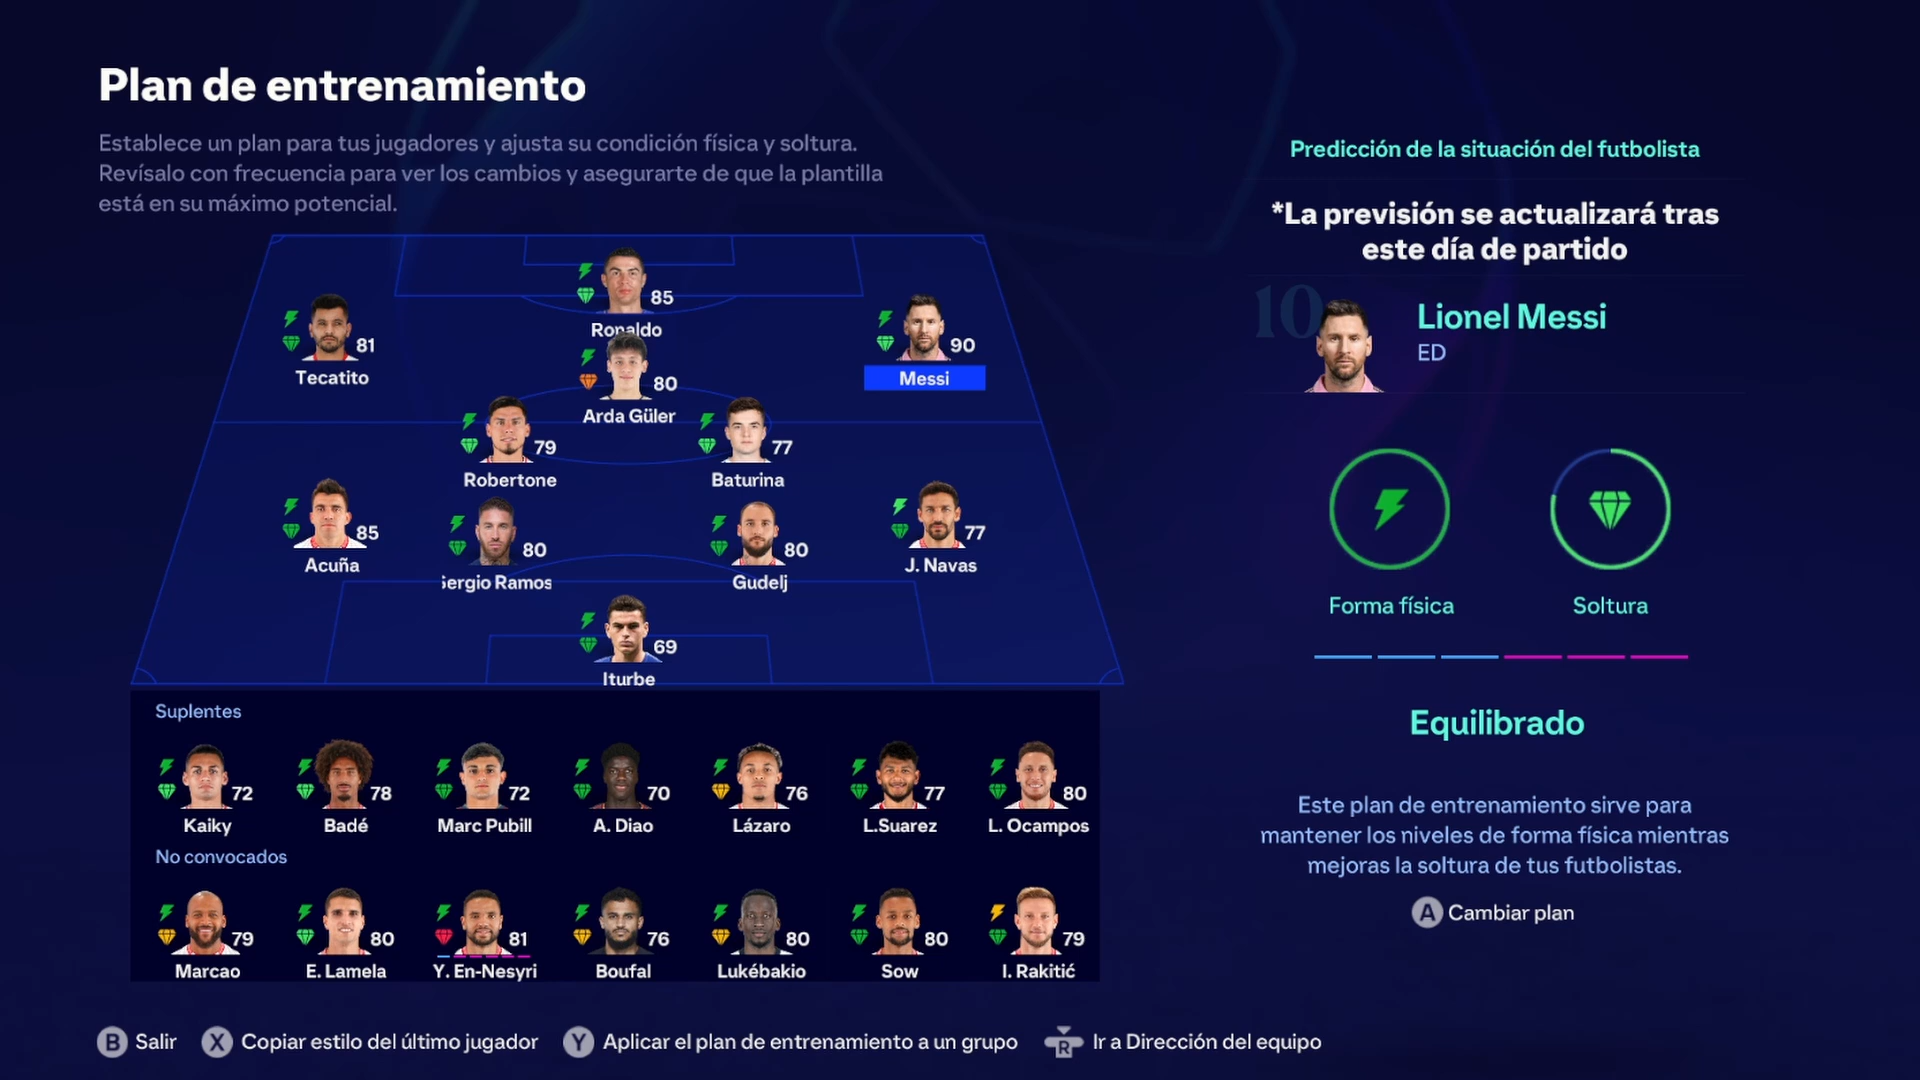 Plan de entrenamiento
Establece un plan para tus jugadores y ajusta su condición física y soltura.
Revísalo con frecuencia para ver los cambios y asegurarte de que la plantilla
está en su máximo potencial.
Predicción de la situación del futbolista
*La previsión se actualizará tras
este día de partido
10
Lionel Messi
ED
85
Ronaldo
81
Tecatito
90
Messi
80
Arda Güler
79
Robertone
77
Baturina
85
Acuña
80
Sergio Ramos
80
Gudelj
77
J. Navas
69
Iturbe
Forma física
Soltura
Equilibrado
Este plan de entrenamiento sirve para
mantener los niveles de forma física mientras
mejoras la soltura de tus futbolistas.
A Cambiar plan
Suplentes
72 78 72 70 76 77 80
Kaiky Badé Marc Pubill A. Diao Lázaro L.Suarez L. Ocampos
No convocados
79 80 81 76 80 80 79
Marcao E. Lamela Y. En-Nesyri Boufal Lukébakio Sow I. Rakitić
B Salir X Copiar estilo del último jugador Y Aplicar el plan de entrenamiento a un grupo R Ir a Dirección del equipo